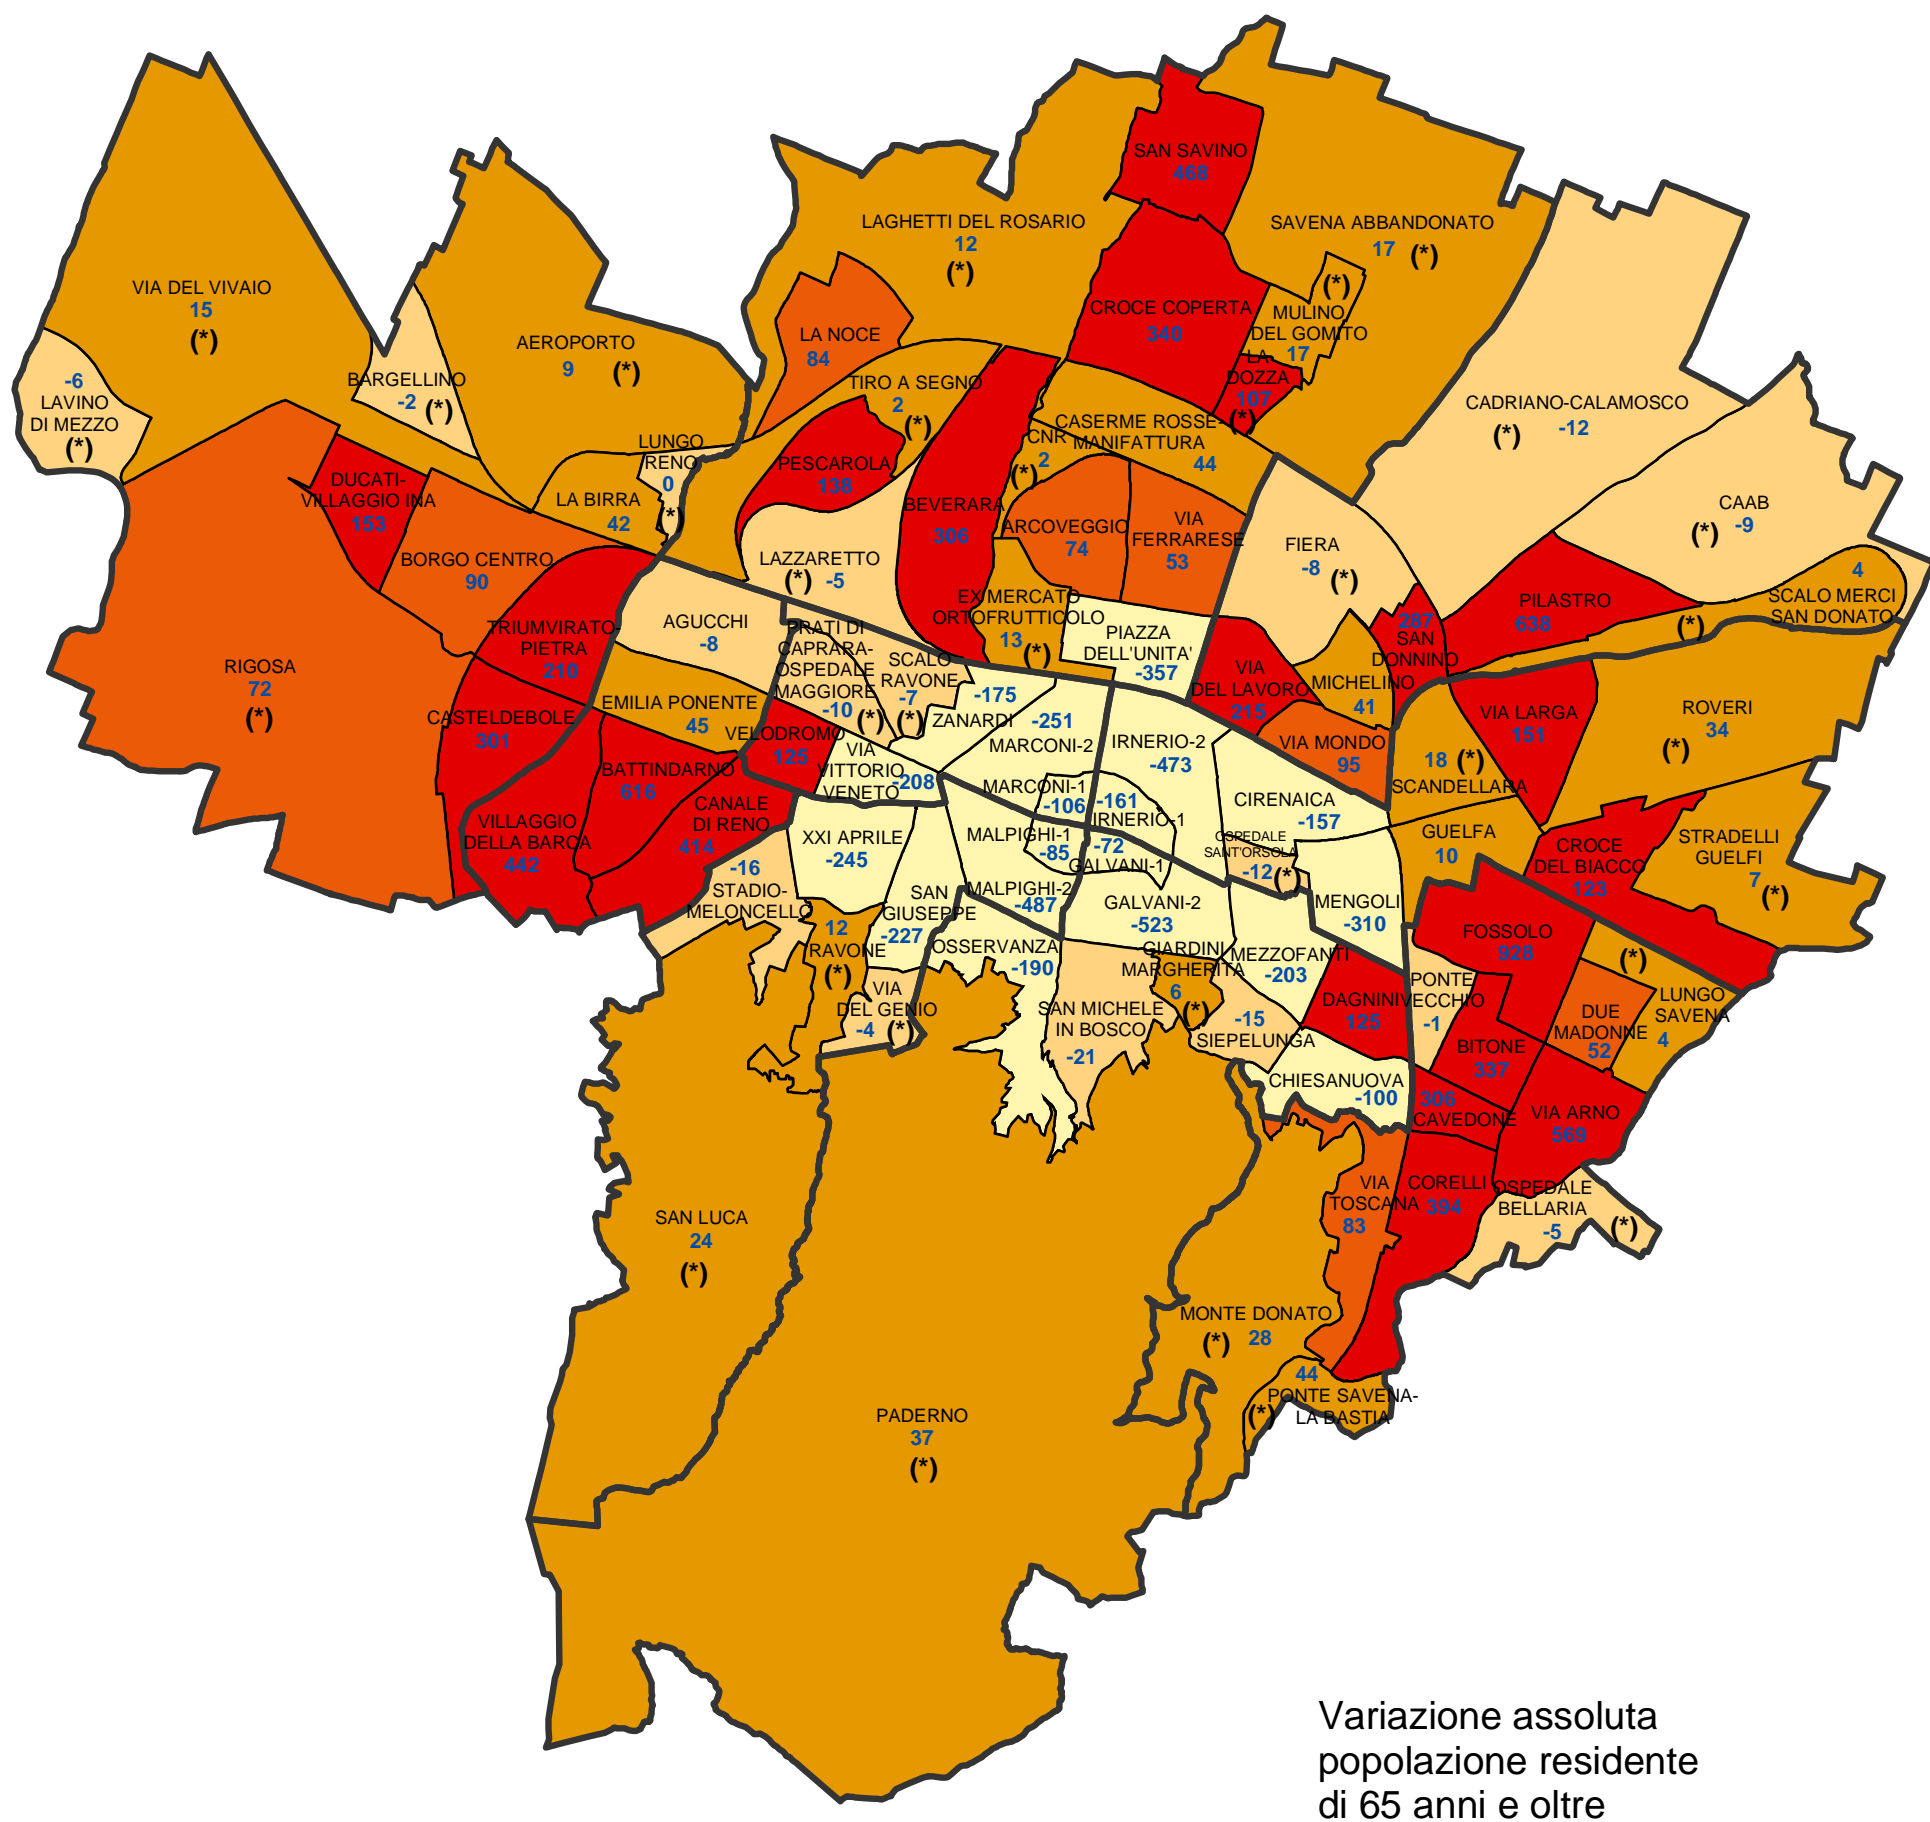 SAN SAVINO
468
LAGHETTI DEL ROSARIO
12
(*)
SAVENA ABBANDONATO
17 (*)
VIA DEL VIVAIO
15
(*)
LA NOCE
84
CROCE COPERTA
340
(*)
MULINO
DEL GOMITO
17
AEROPORTO
9 (*)
-6
LAVINO
DI MEZZO
(*)
BARGELLINO
-2 (*)
TIRO A SEGNO
2
(*)
LA
DOZZA
107
(*)
CADRIANO-CALAMOSCO
(*) -12
CASERME ROSSE-
MANIFATTURA
44
CNR
2
(*)
LUNGO
RENO
0
(*)
PESCAROLA
138
DUCATI-
VILLAGGIO INA
153
LA BIRRA
42
BEVERARA
306
ARCOVEGGIO
74
VIA
FERRARESE
53
CAAB
(*) -9
FIERA
-8 (*)
BORGO CENTRO
90
LAZZARETTO
(*) -5
4
SCALO MERCI
SAN DONATO
(*)
PILASTRO
638
EX MERCATO
ORTOFRUTTICOLO
13 (*)
AGUCCHI
-8
TRIUMVIRATO-
PIETRA
210
PRATI DI
CAPRARA-
OSPEDALE
MAGGIORE
-10 (*)
SCALO
RAVONE
-7
(*)
PIAZZA
DELL'UNITA'
-357
287
SAN
DONNINO
RIGOSA
72
(*)
VIA
DEL LAVORO
215
MICHELINO
41
EMILIA PONENTE
45
-175
ZANARDI
-251
MARCONI-2
VIA LARGA
151
ROVERI
34
(*)
CASTELDEBOLE
301
VELODROMO
125
VIA
VITTORIO
VENETO
-208
IRNERIO-2
-473
VIA MONDO
95
18 (*)
SCANDELLARA
BATTINDARNO
616
MARCONI-1
-106
-161
IRNERIO-1
CIRENAICA
-157
CANALE
DI RENO
414
VILLAGGIO
DELLA BARCA
442
XXI APRILE
-245
MALPIGHI-1
-85
-72
GALVANI-1
OSPEDALE
SANT'ORSOLA
-12 (*)
GUELFA
10
CROCE
DEL BIACCO
123
STRADELLI
GUELFI
7
(*)
-16
STADIO-
MELONCELLO
SAN
GIUSEPPE
-227
MALPIGHI-2
-487
GALVANI-2
-523
MENGOLI
-310
12
RAVONE
(*)
OSSERVANZA
-190
GIARDINI
MARGHERITA
6
(*)
MEZZOFANTI
-203
FOSSOLO
928
(*)
LUNGO
SAVENA
4
VIA
DEL GENIO
-4 (*)
SAN MICHELE
IN BOSCO
-21
-15
SIEPELUNGA
DAGNINI
125
PONTE
VECCHIO
-1
DUE
MADONNE
52
BITONE
337
CHIESANUOVA
-100
306
CAVEDONE
VIA ARNO
569
VIA
TOSCANA
83
CORELLI
394
OSPEDALE
BELLARIA
-5
(*)
SAN LUCA
24
(*)
MONTE DONATO
(*) 28
44
PONTE SAVENA-
LA BASTIA
(*)
PADERNO
37
(*)
Variazione assoluta
popolazione residente
di 65 anni e oltre